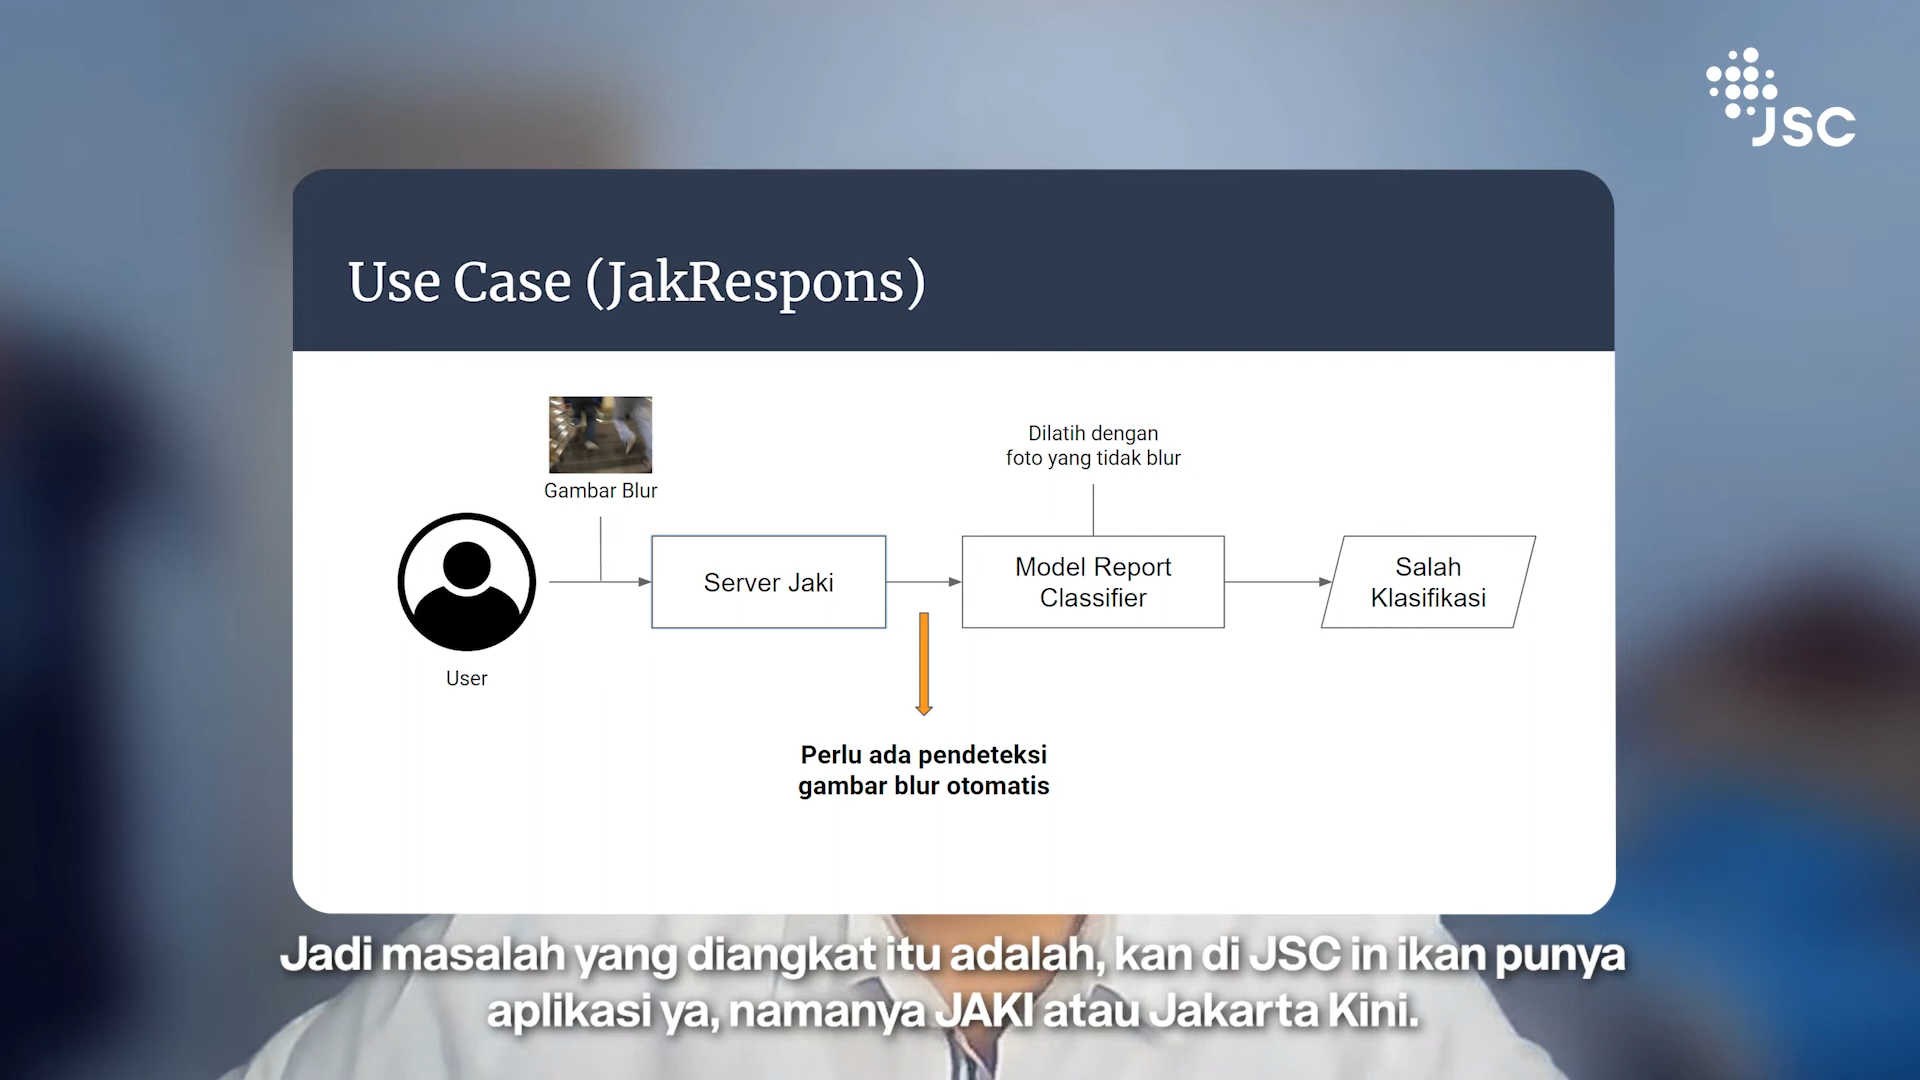 JSC
Use Case (JakRespons)
Gambar Blur
Dilatih dengan
foto yang tidak blur
User
Server Jaki
Model Report
Classifier
Salah
Klasifikasi
Perlu ada pendeteksi
gambar blur otomatis
Jadi masalah yang diangkat itu adalah, kan di JSC in ikan punya
aplikasi ya, namanya JAKI atau Jakarta Kini.